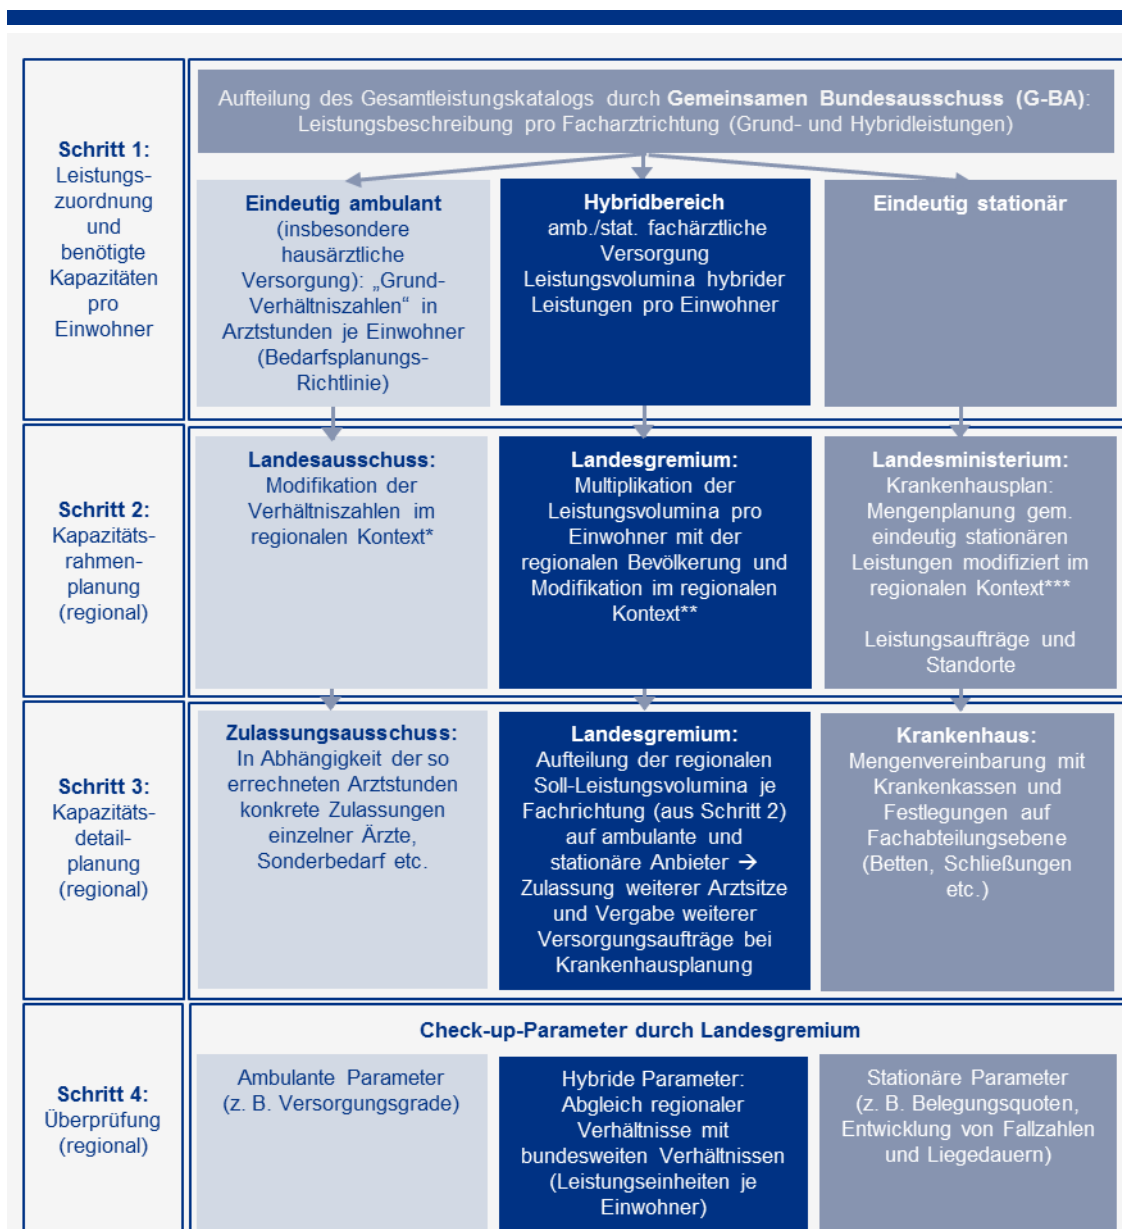 Schritt 1:
Leistungs-
zuordnung
und
benötigte
Kapazitäten
pro
Einwohner
Aufteilung des Gesamtleistungskatalogs durch Gemeinsamen Bundesausschuss (G-BA):
Leistungsbeschreibung pro Facharztrichtung (Grund- und Hybridleistungen)
Eindeutig ambulant
(insbesondere
hausärztliche
Versorgung): „Grund-
Verhältniszahlen“ in
Arztstunden je Einwohner
(Bedarfsplanungs-
Richtlinie)
Hybridbereich
amb./stat. fachärztliche
Versorgung
Leistungsvolumina hybrider
Leistungen pro Einwohner
Eindeutig stationär
Schritt 2:
Kapazitäts-
rahmen-
planung
(regional)
Landesausschuss:
Modifikation der
Verhältniszahlen im
regionalen Kontext*
Landesgremium:
Multiplikation der
Leistungsvolumina pro
Einwohner mit der
regionalen Bevölkerung und
Modifikation im regionalen
Kontext**
Landesministerium:
Krankenhausplan:
Mengenplanung gem.
eindeutig stationären
Leistungen modifiziert im
regionalen Kontext***
Leistungsaufträge und
Standorte
Schritt 3:
Kapazitäts-
detail-
planung
(regional)
Zulassungsausschuss:
In Abhängigkeit der so
errechneten Arztstunden
konkrete Zulassungen
einzelner Ärzte,
Sonderbedarf etc.
Landesgremium:
Aufteilung der regionalen
Soll-Leistungsvolumina je
Fachrichtung (aus Schritt 2)
auf ambulante und
stationäre Anbieter →
Zulassung weiterer Arztsitze
und Vergabe weiterer
Versorgungsaufträge bei
Krankenhausplanung
Krankenhaus:
Mengenvereinbarung mit
Krankenkassen und
Festlegungen auf
Fachabteilungsebene
(Betten, Schließungen
etc.)
Schritt 4:
Überprüfung
(regional)
Check-up-Parameter durch Landesgremium
Ambulante Parameter
(z. B. Versorgungsgrade)
Hybride Parameter:
Abgleich regionaler
Verhältnisse mit
bundesweiten Verhältnissen
(Leistungseinheiten je
Einwohner)
Stationäre Parameter
(z. B. Belegungsquoten,
Entwicklung von Fallzahlen
und Liegedauern)